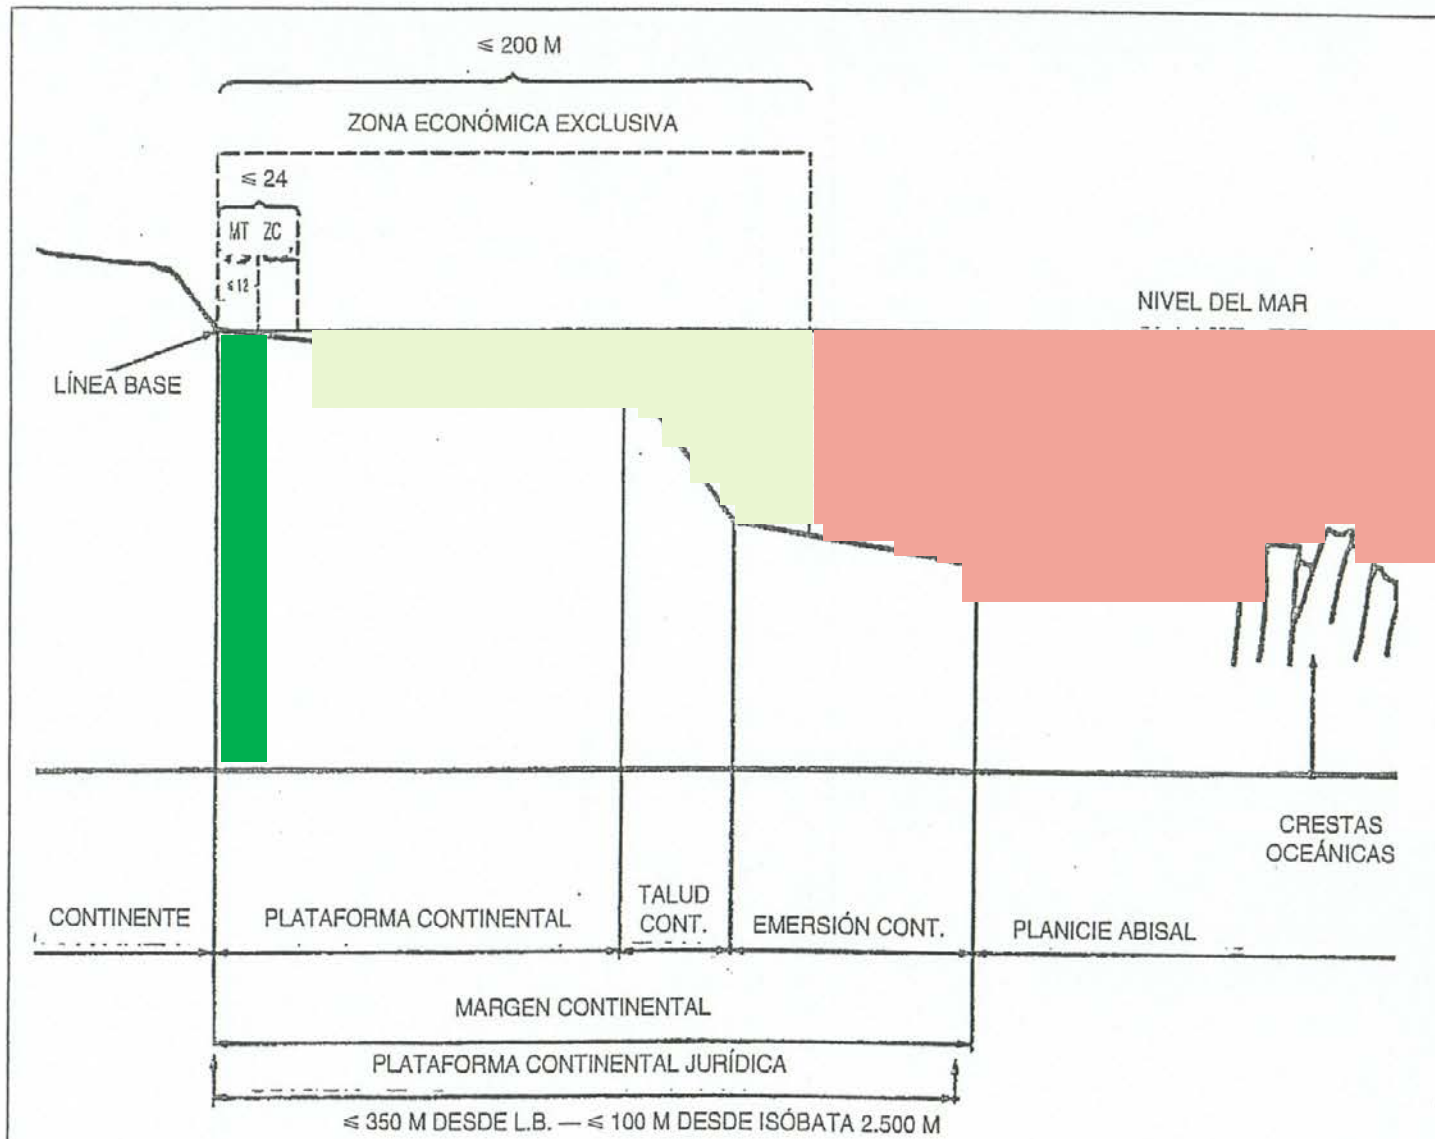 ≤ 200 M
ZONA ECONÓMICA EXCLUSIVA
≤ 24
MT ZC
≤12
NIVEL DEL MAR
LÍNEA BASE
CRESTAS
OCEÁNICAS
CONTINENTE
PLATAFORMA CONTINENTAL
TALUD
CONT.
EMERSIÓN CONT.
PLANICIE ABISAL
MARGEN CONTINENTAL
PLATAFORMA CONTINENTAL JURÍDICA
≤ 350 M DESDE L.B. — ≤ 100 M DESDE ISÓBATA 2.500 M